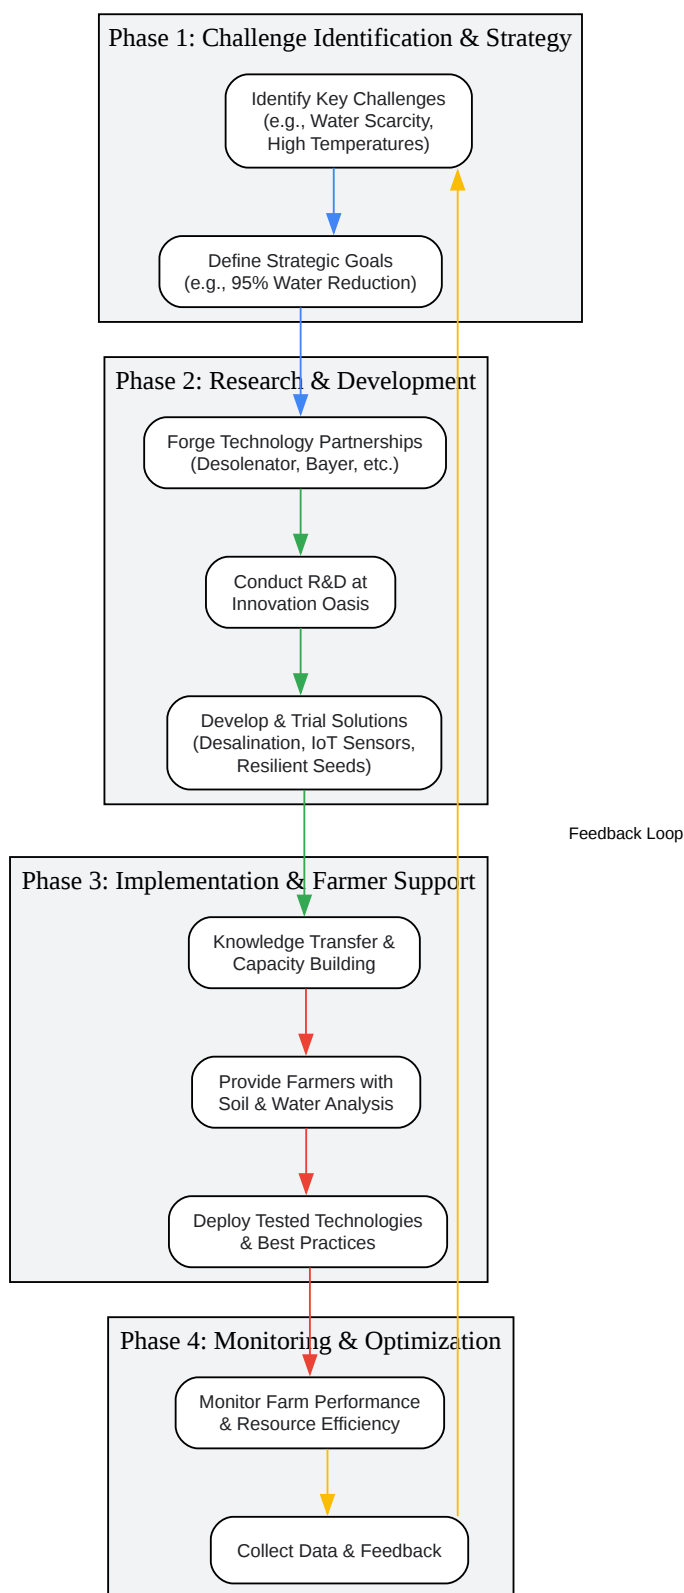 Phase 1: Challenge Identification & Strategy
Identify Key Challenges
(e.g., Water Scarcity,
High Temperatures)
Define Strategic Goals
(e.g., 95% Water Reduction)
Phase 2: Research & Development
Forge Technology Partnerships
(Desolenator, Bayer, etc.)
Conduct R&D at
Innovation Oasis
Develop & Trial Solutions
(Desalination, IoT Sensors,
Resilient Seeds)
Feedback Loop
Phase 3: Implementation & Farmer Support
Knowledge Transfer &
Capacity Building
Provide Farmers with
Soil & Water Analysis
Deploy Tested Technologies
& Best Practices
Phase 4: Monitoring & Optimization
Monitor Farm Performance
& Resource Efficiency
Collect Data & Feedback